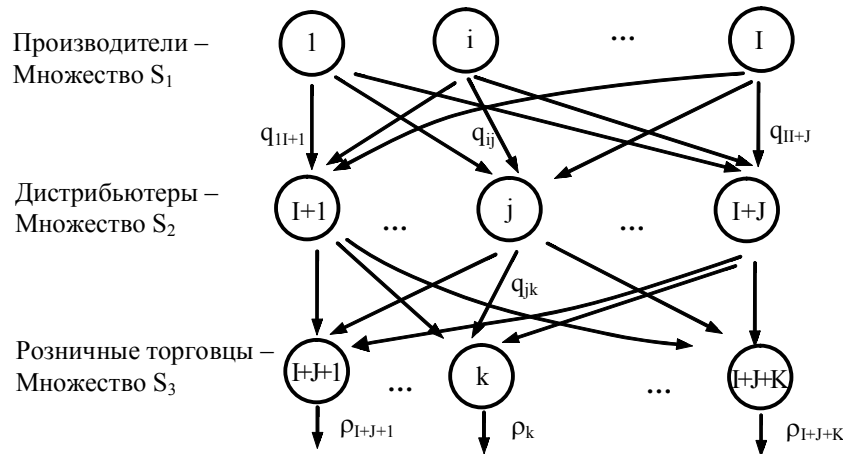 Производители –
Множество S₁
1
i
...
I
q₁I+1
qij
qII+J
Дистрибьютеры –
Множество S₂
I+1
...
j
...
I+J
qjk
Розничные торговцы –
Множество S₃
I+J+1
...
k
...
I+J+K
ρI+J+1
ρk
ρI+J+K